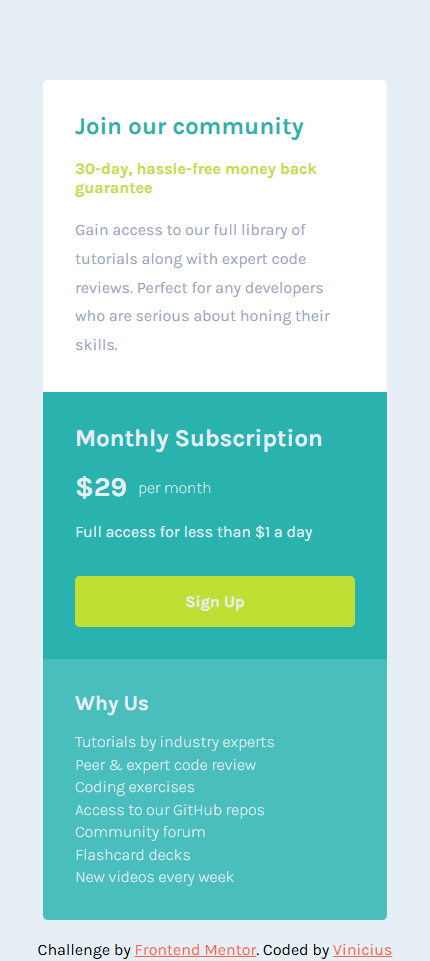 Join our community
30-day, hassle-free money back
guarantee
Gain access to our full library of
tutorials along with expert code
reviews. Perfect for any developers
who are serious about honing their
skills.
Monthly Subscription
$29 per month
Full access for less than $1 a day
Sign Up
Why Us
Tutorials by industry experts
Peer & expert code review
Coding exercises
Access to our GitHub repos
Community forum
Flashcard decks
New videos every week
Challenge by Frontend Mentor. Coded by Vinicius